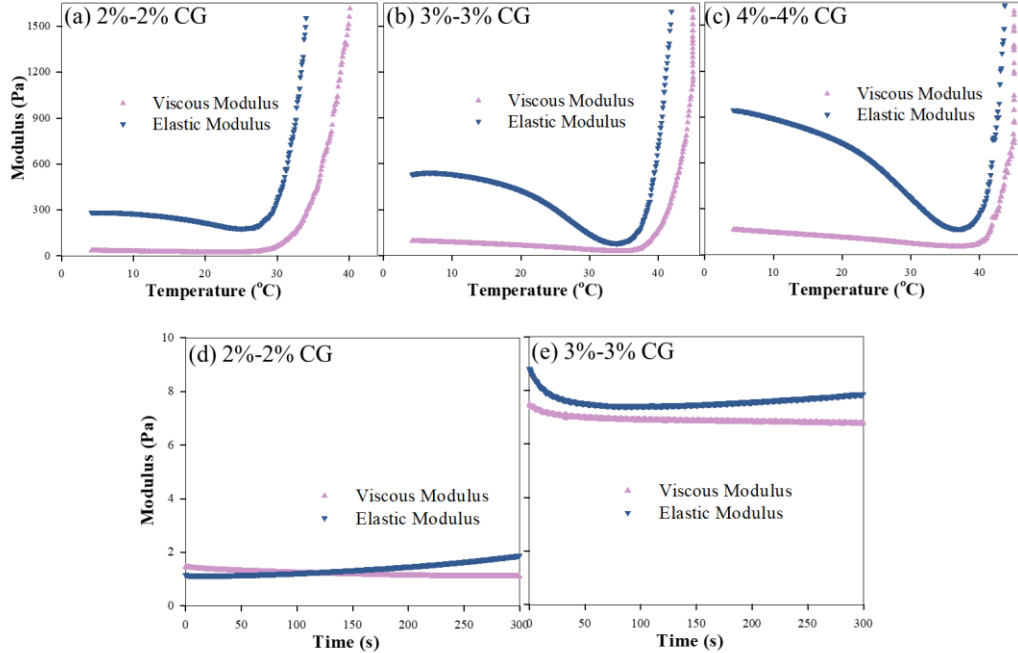 (a) 2%-2% CG
(b) 3%-3% CG
(c) 4%-4% CG
1500
1200
900
600
300
0
Modulus (Pa)
Viscous Modulus
Elastic Modulus
Viscous Modulus
Elastic Modulus
Viscous Modulus
Elastic Modulus
0 10 20 30 40
0 10 20 30 40
0 10 20 30 40
Temperature (°C)
Temperature (°C)
Temperature (°C)
(d) 2%-2% CG
(e) 3%-3% CG
10
8
6
4
2
0
Modulus (Pa)
Viscous Modulus
Elastic Modulus
Viscous Modulus
Elastic Modulus
0 50 100 150 200 250 300
50 100 150 200 250 300
Time (s)
Time (s)